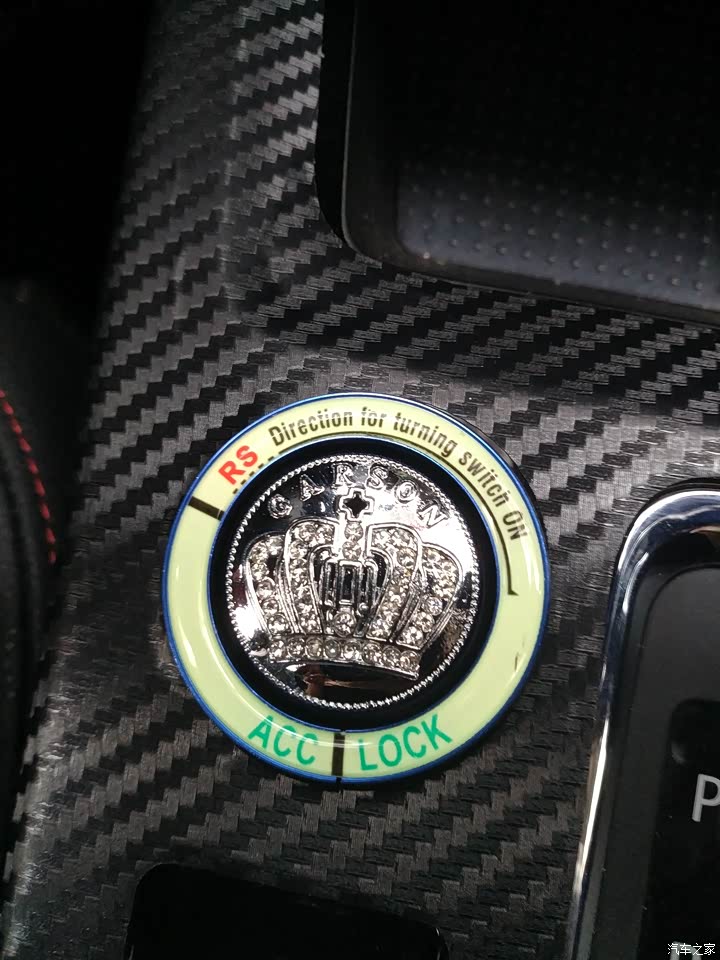 RS Direction for turning switch ON
GARSON
ACC LOCK
P
汽车之家